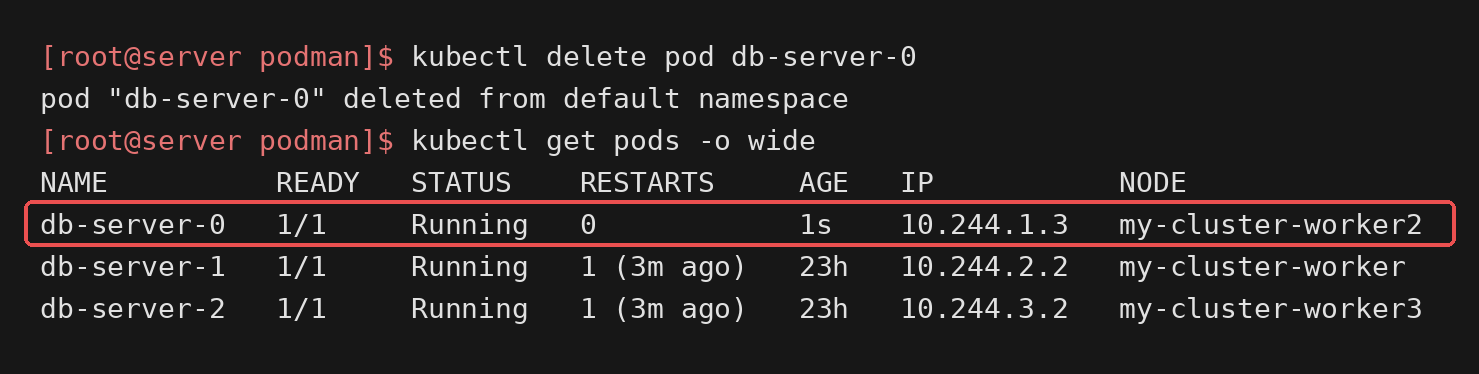 [root@server podman]$ kubectl delete pod db-server-0
pod "db-server-0" deleted from default namespace
[root@server podman]$ kubectl get pods -o wide
NAME          READY   STATUS    RESTARTS     AGE   IP           NODE
db-server-0   1/1     Running   0            1s    10.244.1.3   my-cluster-worker2
db-server-1   1/1     Running   1 (3m ago)   23h   10.244.2.2   my-cluster-worker
db-server-2   1/1     Running   1 (3m ago)   23h   10.244.3.2   my-cluster-worker3